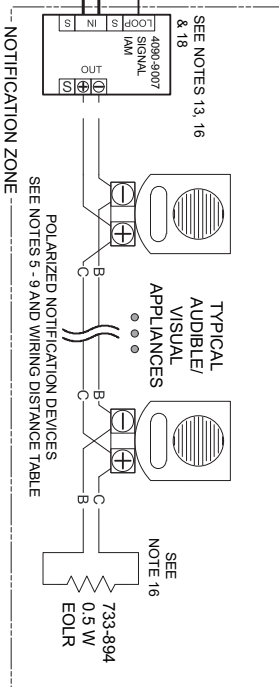 SEE NOTES 13, 16
& 18
4090-9007
SIGNAL
IAM
LOOP
S
IN
S
OUT
S
⊕
⊖
−
+
B
C
TYPICAL
AUDIBLE/
VISUAL
APPLIANCES
B
C
−
+
C
B
SEE
NOTE 16
733-894
0.5 W
EOLR
POLARIZED NOTIFICATION DEVICES
SEE NOTES 5 - 9 AND WIRING DISTANCE TABLE
NOTIFICATION ZONE